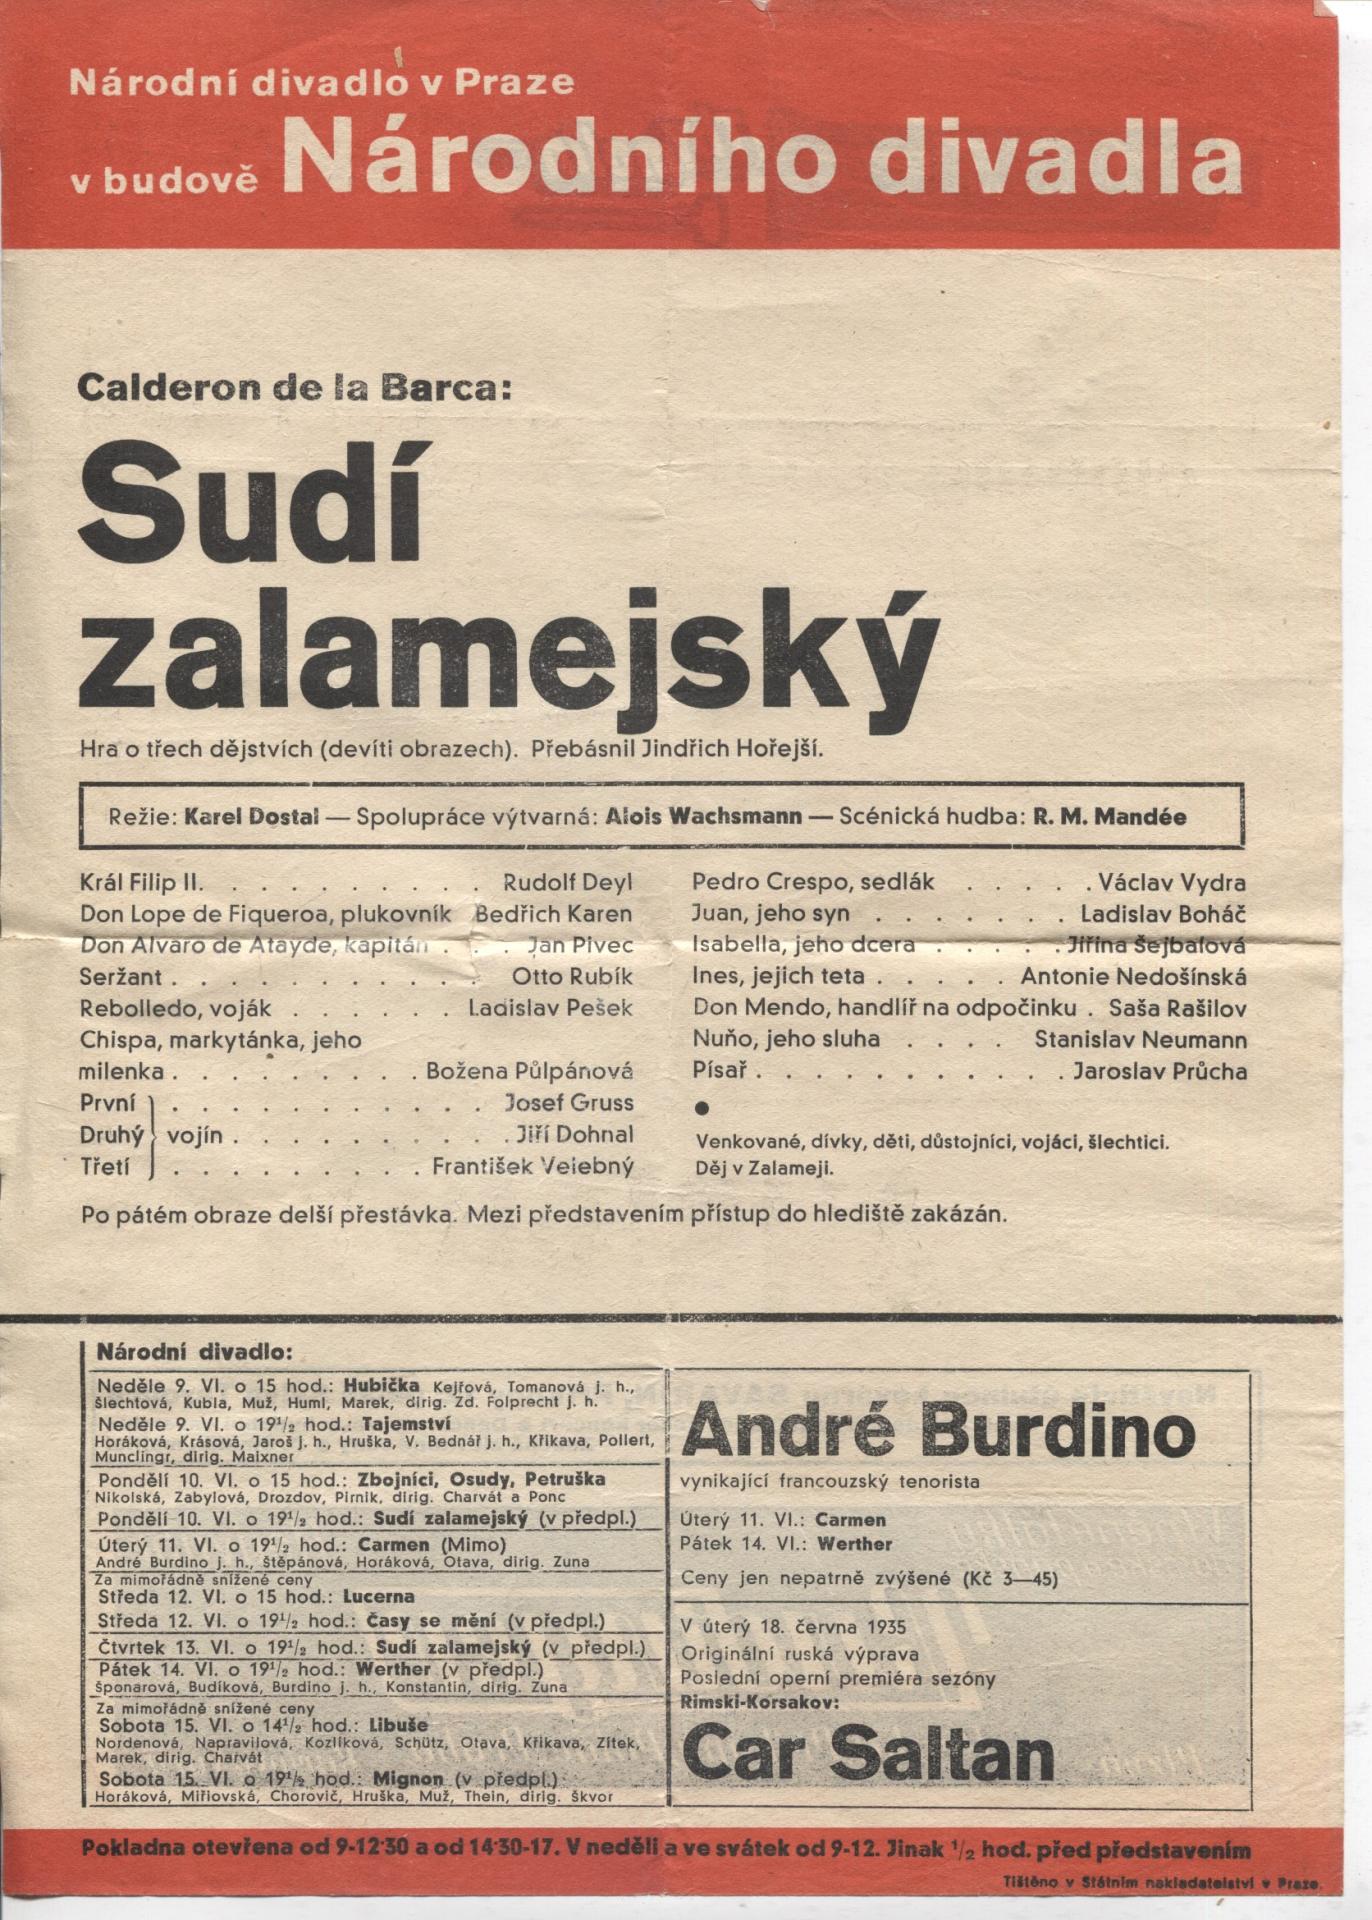 Národní divadlo v Praze
v budově Národního divadla
Calderon de la Barca:
Sudí
zalamejský
Hra o třech dějstvích (devíti obrazech). Přebásnil Jindřich Hořejší.
Režie: Karel Dostal — Spolupráce výtvarná: Alois Wachsmann — Scénická hudba: R. M. Mandée
Král Filip II. . . . . . . . . . . Rudolf Deyl
Don Lope de Fiqueroa, plukovník Bedřich Karen
Don Alvaro de Atayde, kapitán . . . Jan Pivec
Seržant . . . . . . . . . . . Otto Rubík
Rebolledo, voják . . . . . . Ladislav Pešek
Chispa, markytánka, jeho
milenka . . . . . . . . . Božena Půlpánová
První . . . . . . . . . . . Josef Gruss
Druhý } vojín . . . . . . . . . . Jiří Dohnal
Třetí . . . . . . . . . František Velebný
Pedro Crespo, sedlák . . . . . Václav Vydra
Juan, jeho syn . . . . . . . Ladislav Boháč
Isabella, jeho dcera . . . . . Jiřina Šejbalová
Ines, jejich teta . . . . . Antonie Nedošínská
Don Mendo, handlíř na odpočinku . Saša Rašilov
Nuňo, jeho sluha . . . . Stanislav Neumann
Písař . . . . . . . . . . . Jaroslav Průcha
●
Venkované, dívky, děti, důstojníci, vojáci, šlechtici.
Děj v Zalameji.
Po pátém obraze delší přestávka. Mezi představením přístup do hlediště zakázán.
Národní divadlo:
Neděle 9. VI. o 15 hod.: Hubička Kejřová, Tomanová j. h.,
Šlechtová, Kubla, Muž, Huml, Marek, dirig. Zd. Folprecht j. h.
Neděle 9. VI. o 19½ hod.: Tajemství
Horáková, Krásová, Jaroš j. h., Hruška, V. Bednář j. h., Křikava, Pollert,
Munclingr, dirig. Maixner
Pondělí 10. VI. o 15 hod.: Zbojníci, Osudy, Petruška
Nikolská, Zabylová, Drozdov, Pirnik, dirig. Charvát a Ponc
Pondělí 10. VI. o 19½ hod.: Sudí zalamejský (v předpl.)
Úterý 11. VI. o 19½ hod.: Carmen (Mimo)
André Burdino j. h., Štěpánová, Horáková, Otava, dirig. Zuna
Za mimořádně snížené ceny
Středa 12. VI. o 15 hod.: Lucerna
Středa 12. VI. o 19½ hod.: Časy se mění (v předpl.)
Čtvrtek 13. VI. o 19½ hod.: Sudí zalamejský (v předpl.)
Pátek 14. VI. o 19½ hod.: Werther (v předpl.)
Šponarová, Budíková, Burdino j. h., Konstantin, dirig. Zuna
Za mimořádně snížené ceny
Sobota 15. VI. o 14½ hod.: Libuše
Nordenová, Napravilová, Kozlíková, Schütz, Otava, Křikava, Zítek,
Marek, dirig. Charvát
Sobota 15. VI. o 19½ hod.: Mignon (v předpl.)
Horáková, Miřiovská, Chorovič, Hruška, Muž, Thein, dirig. Škvor
André Burdino
vynikající francouzský tenorista
Úterý 11. VI.: Carmen
Pátek 14. VI.: Werther
Ceny jen nepatrně zvýšené (Kč 3—45)
V úterý 18. června 1935
Originální ruská výprava
Poslední operní premiéra sezóny
Rimski-Korsakov:
Car Saltan
Pokladna otevřena od 9-12·30 a od 14·30-17. V neděli a ve svátek od 9-12. Jinak ½ hod. před představením
Tištěno v Státním nakladatelství v Praze.